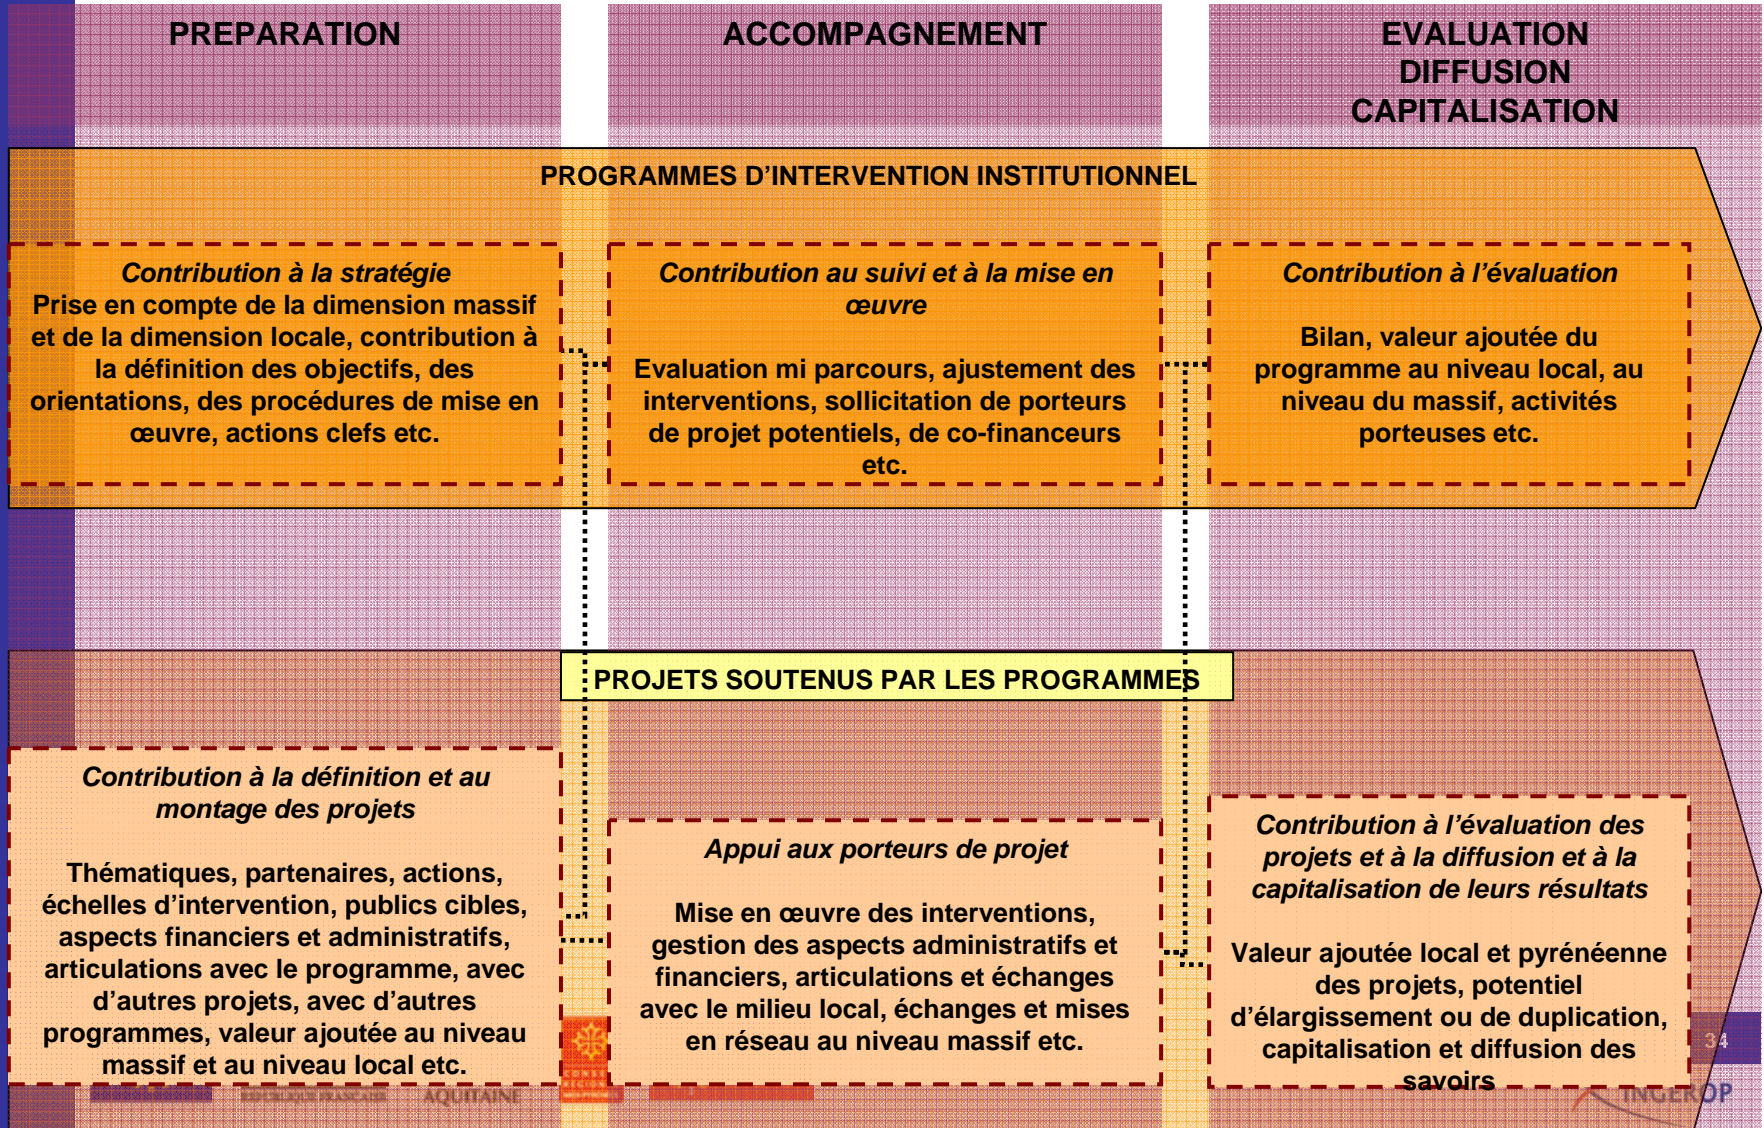 PREPARATION
ACCOMPAGNEMENT
EVALUATION
DIFFUSION
CAPITALISATION
PROGRAMMES D'INTERVENTION INSTITUTIONNEL
Contribution à la stratégie
Prise en compte de la dimension massif
et de la dimension locale, contribution à
la définition des objectifs, des
orientations, des procédures de mise en
œuvre, actions clefs etc.
Contribution au suivi et à la mise en
œuvre
Evaluation mi parcours, ajustement des
interventions, sollicitation de porteurs
de projet potentiels, de co-financeurs
etc.
Contribution à l'évaluation
Bilan, valeur ajoutée du
programme au niveau local, au
niveau du massif, activités
porteuses etc.
PROJETS SOUTENUS PAR LES PROGRAMMES
Contribution à la définition et au
montage des projets
Thématiques, partenaires, actions,
échelles d'intervention, publics cibles,
aspects financiers et administratifs,
articulations avec le programme, avec
d'autres projets, avec d'autres
programmes, valeur ajoutée au niveau
massif et au niveau local etc.
Appui aux porteurs de projet
Mise en œuvre des interventions,
gestion des aspects administratifs et
financiers, articulations et échanges
avec le milieu local, échanges et mises
en réseau au niveau massif etc.
Contribution à l'évaluation des
projets et à la diffusion et à la
capitalisation de leurs résultats
Valeur ajoutée local et pyrénéenne
des projets, potentiel
d'élargissement ou de duplication,
capitalisation et diffusion des
savoirs
34
RÉPUBLIQUE FRANÇAISE
AQUITAINE
INGEROP